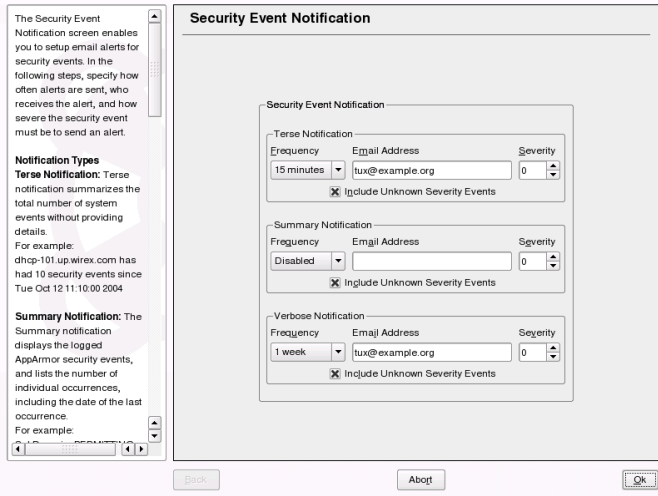 The Security Event
Notification screen enables
you to setup email alerts for
security events. In the
following steps, specify how
often alerts are sent, who
receives the alert, and how
severe the security event
must be to send an alert.
Notification Types
Terse Notification: Terse
notification summarizes the
total number of system
events without providing
details.
For example:
dhcp-101.up.wirex.com has
had 10 security events since
Tue Oct 12 11:10:00 2004
Summary Notification: The
Summary notification
displays the logged
AppArmor security events,
and lists the number of
individual occurrences,
including the date of the last
occurrence.
For example:
Security Event Notification
Security Event Notification
Terse Notification
Frequency Email Address Severity
15 minutes tux@example.org 0
Include Unknown Severity Events
Summary Notification
Frequency Email Address Severity
Disabled 0
Include Unknown Severity Events
Verbose Notification
Frequency Email Address Severity
1 week tux@example.org 0
Include Unknown Severity Events
Back Abort Ok